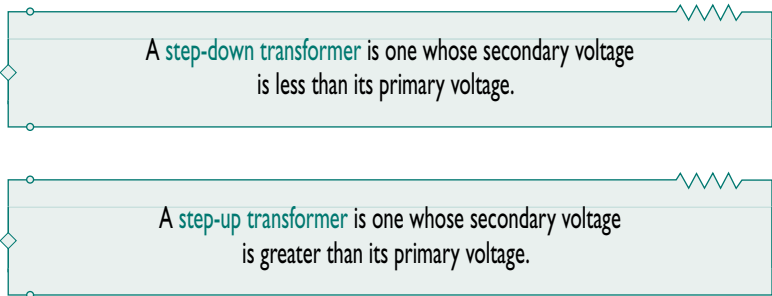 A step-down transformer is one whose secondary voltage
is less than its primary voltage.
A step-up transformer is one whose secondary voltage
is greater than its primary voltage.